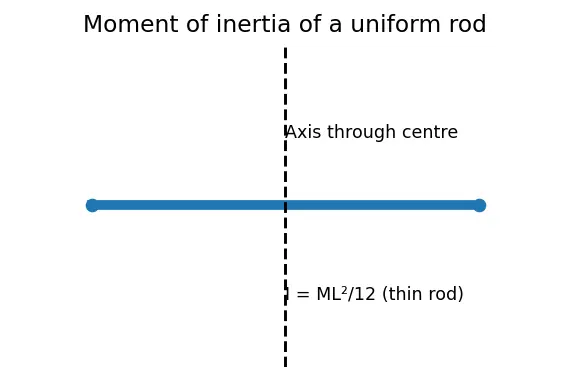 Moment of inertia of a uniform rod
Axis through centre
I = ML²/12 (thin rod)